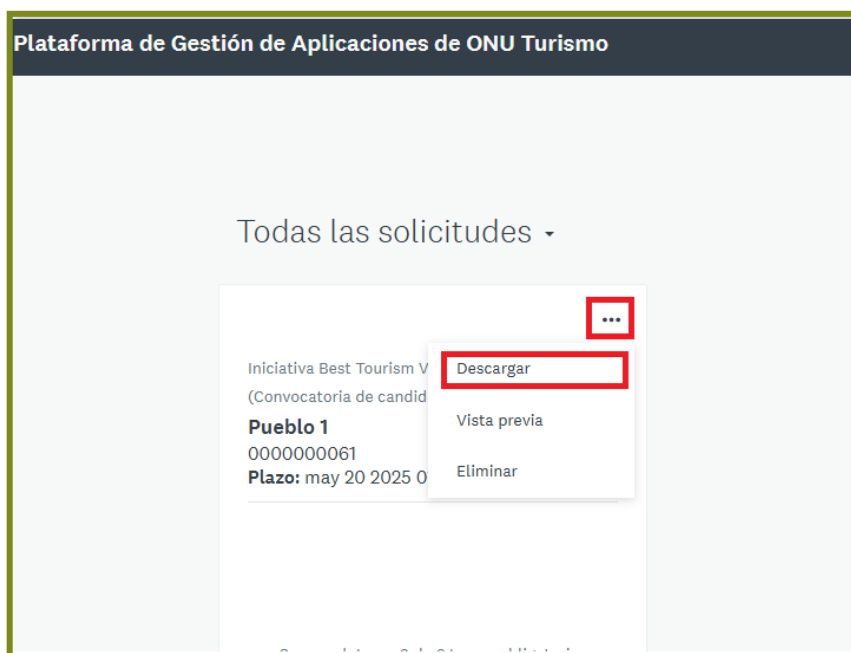 Plataforma de Gestión de Aplicaciones de ONU Turismo
Todas las solicitudes
Iniciativa Best Tourism V
Descargar
(Convocatoria de candid
Pueblo 1
Vista previa
0000000061
Plazo: may 20 2025 0
Eliminar